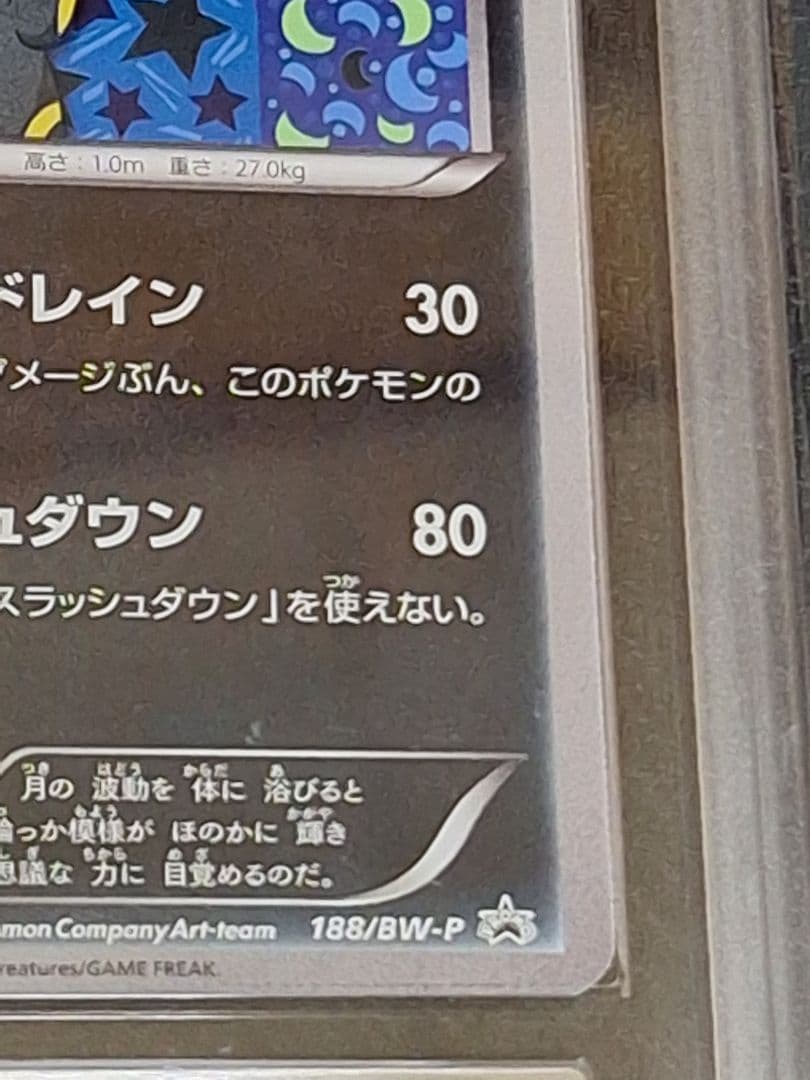 高さ：1.0m 重さ：27.0kg
ドレイン 30
ダメージぶん、このポケモンの
ュダウン 80
スラッシュダウン」を使えない。
月の 波動を 体に 浴びると
輪っか模様が ほのかに 輝き
思議な 力に 目覚めるのだ。
mon Company Art-team 188/BW-P
reatures/GAME FREAK